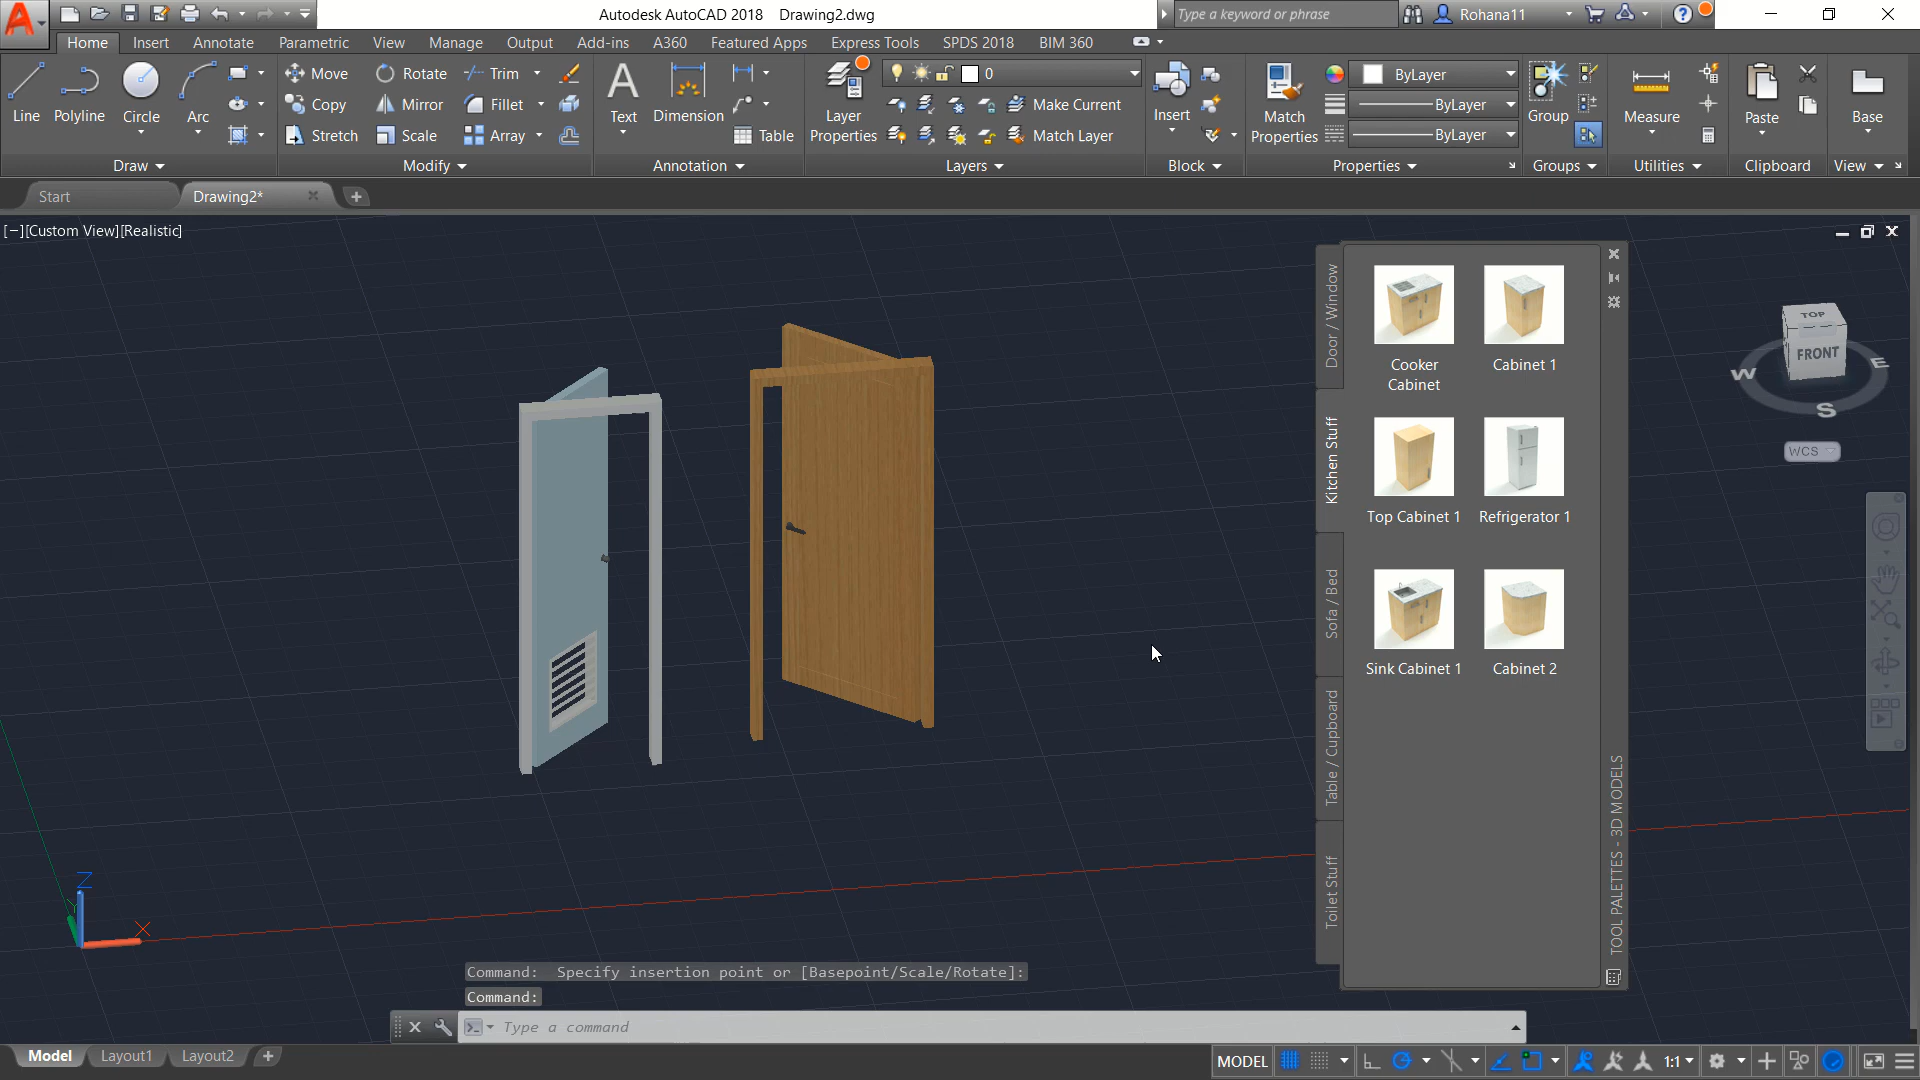 Autodesk AutoCAD 2018 Drawing2.dwg
Type a keyword or phrase
Rohana11
Home Insert Annotate Parametric View Manage Output Add-ins A360 Featured Apps Express Tools SPDS 2018 BIM 360
Line Polyline Circle Arc
Move Rotate Trim
Copy Mirror Fillet
Stretch Scale Array
Text Dimension
Table
Layer Properties
0
Make Current
Match Layer
Insert
Match Properties
ByLayer
ByLayer
ByLayer
Group
Measure
Paste
Base
Draw Modify Annotation Layers Block Properties Groups Utilities Clipboard View
Start Drawing2*
[−][Custom View][Realistic]
Door / Window
Kitchen Stuff
Sofa / Bed
Table / Cupboard
Toilet Stuff
Cooker Cabinet
Cabinet 1
Top Cabinet 1
Refrigerator 1
Sink Cabinet 1
Cabinet 2
TOOL PALETTES - 3D MODELS
TOP
FRONT
W
E
S
WCS
Z
Y
X
Command: Specify insertion point or [Basepoint/Scale/Rotate]:
Command:
Type a command
Model Layout1 Layout2
MODEL
1:1